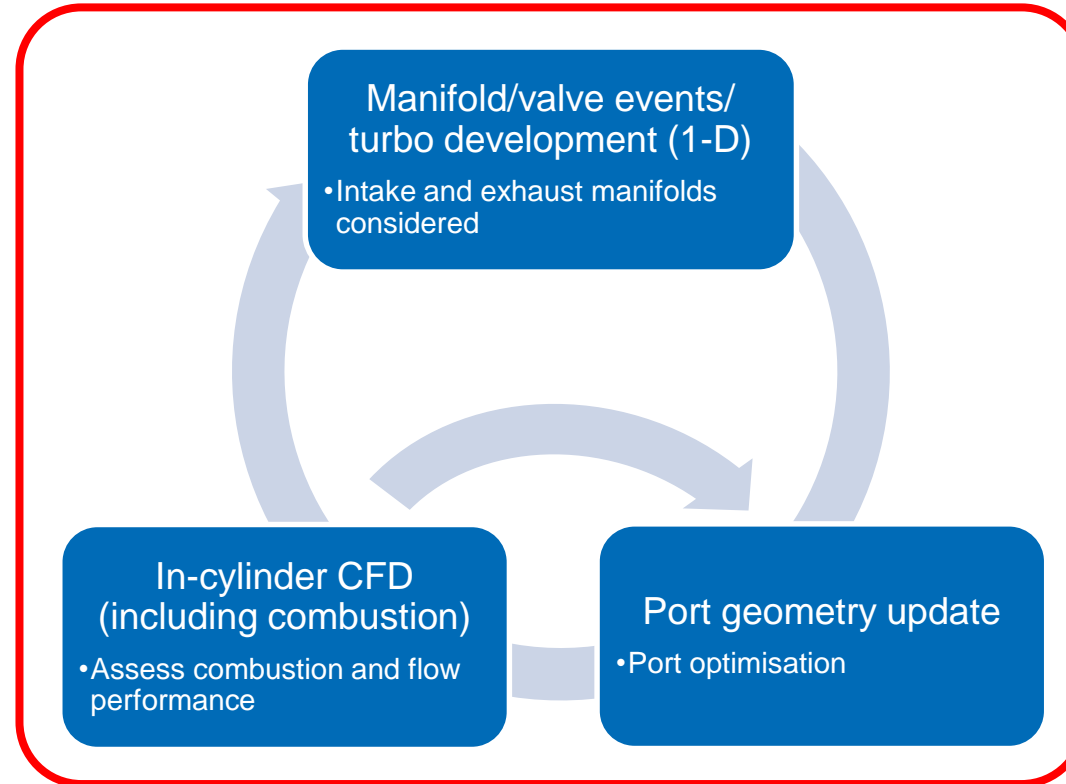 Manifold/valve events/
turbo development (1-D)
•Intake and exhaust manifolds
considered
In-cylinder CFD
(including combustion)
•Assess combustion and flow
performance
Port geometry update
•Port optimisation